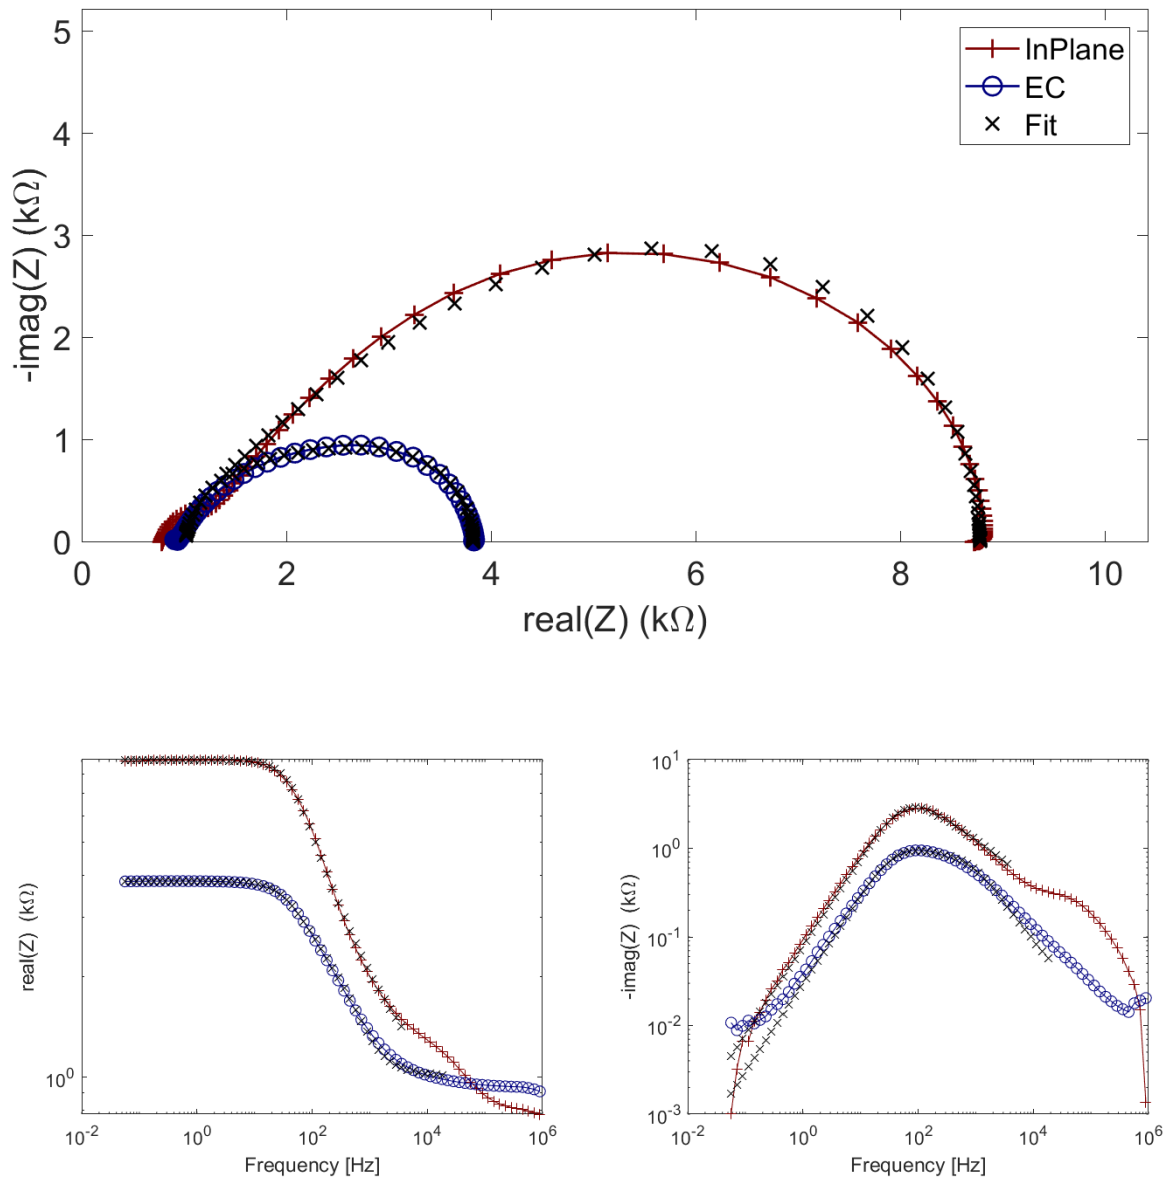 5
4
3
2
1
0
-imag(Z) (kΩ)
InPlane
EC
Fit
0 2 4 6 8 10
real(Z) (kΩ)
real(Z) (kΩ)
10^0
10^-2 10^0 10^2 10^4 10^6
Frequency [Hz]
-imag(Z) (kΩ)
10^1
10^0
10^-1
10^-2
10^-3
10^-2 10^0 10^2 10^4 10^6
Frequency [Hz]